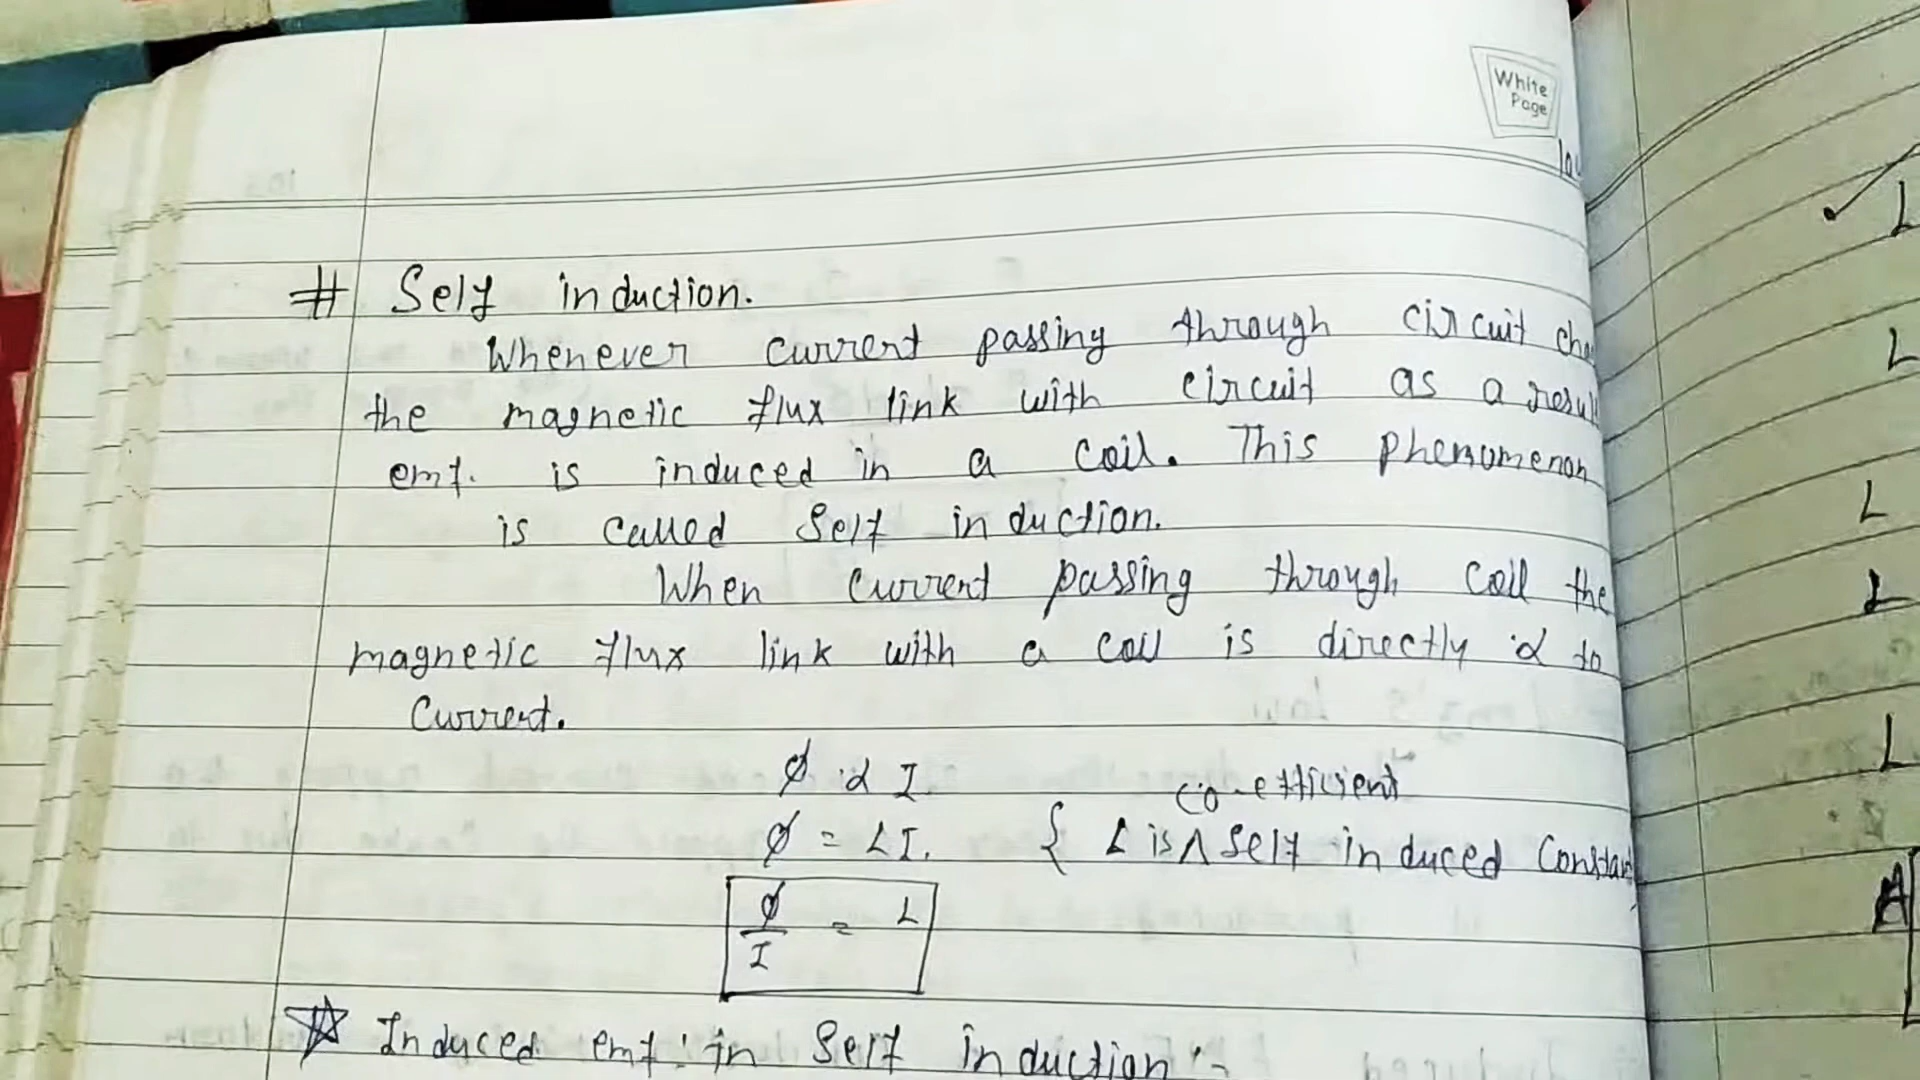 White
Page
# Self induction.
Whenever current passing through circuit
the magnetic flux link with circuit as a
emf. is induced in a coil. This phenomenon
is called Self induction.
When current passing through coil the
magnetic flux link with a coil is directly α to
Current.
ϕ α I.
ϕ = LI. { L is ∧ Self induced
co-efficient
ϕ/I = L
☆ Induced emf. in Self induction:-
L
L
L
L
L
A